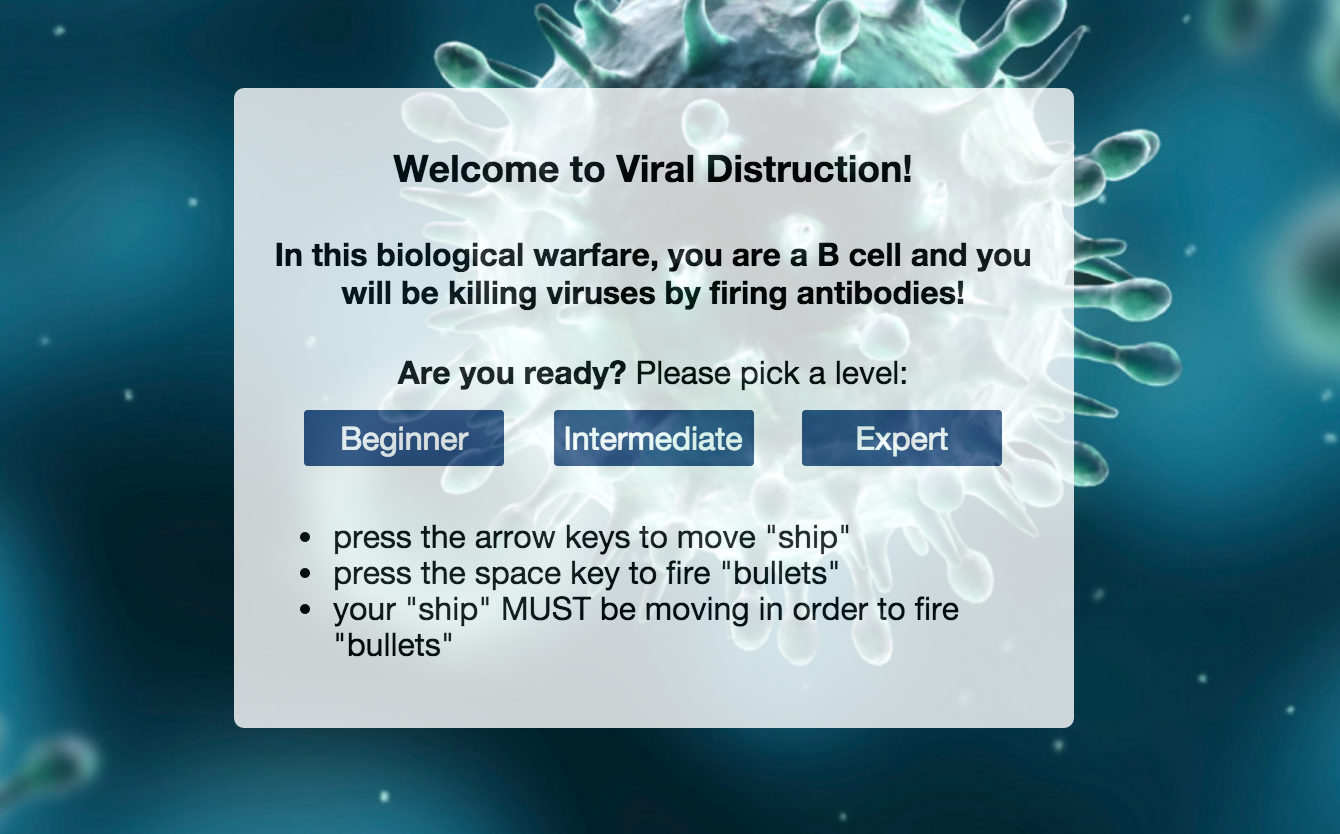 Welcome to Viral Distruction!
In this biological warfare, you are a B cell and you
will be killing viruses by firing antibodies!
Are you ready? Please pick a level:
Beginner Intermediate Expert
• press the arrow keys to move "ship"
• press the space key to fire "bullets"
• your "ship" MUST be moving in order to fire
"bullets"